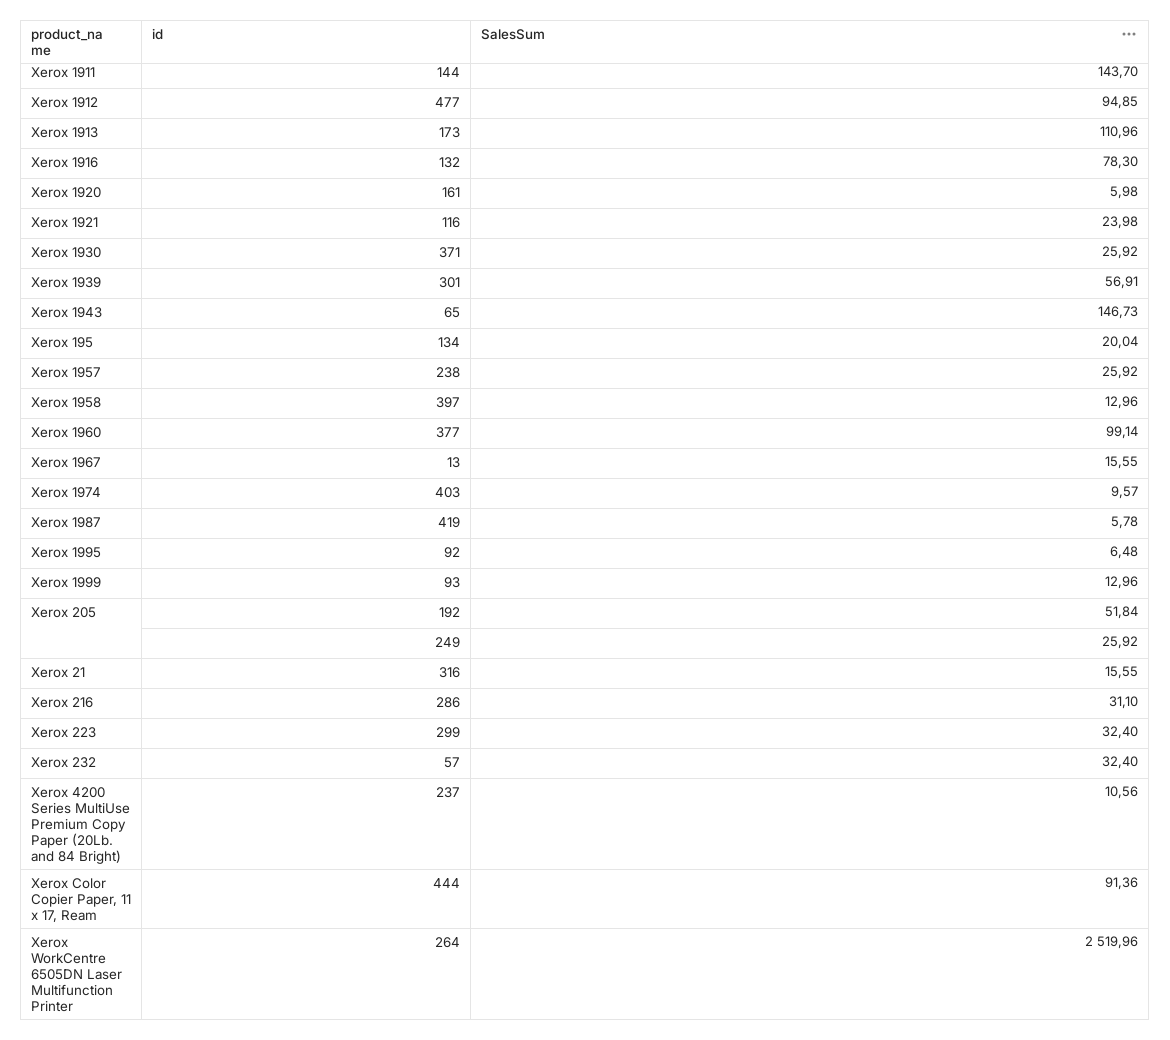 product_na
me id SalesSum
Xerox 1911 144 143,70
Xerox 1912 477 94,85
Xerox 1913 173 110,96
Xerox 1916 132 78,30
Xerox 1920 161 5,98
Xerox 1921 116 23,98
Xerox 1930 371 25,92
Xerox 1939 301 56,91
Xerox 1943 65 146,73
Xerox 195 134 20,04
Xerox 1957 238 25,92
Xerox 1958 397 12,96
Xerox 1960 377 99,14
Xerox 1967 13 15,55
Xerox 1974 403 9,57
Xerox 1987 419 5,78
Xerox 1995 92 6,48
Xerox 1999 93 12,96
Xerox 205 192 51,84
249 25,92
Xerox 21 316 15,55
Xerox 216 286 31,10
Xerox 223 299 32,40
Xerox 232 57 32,40
Xerox 4200 237 10,56
Series MultiUse
Premium Copy
Paper (20Lb.
and 84 Bright)
Xerox Color 444 91,36
Copier Paper, 11
x 17, Ream
Xerox 264 2 519,96
WorkCentre
6505DN Laser
Multifunction
Printer